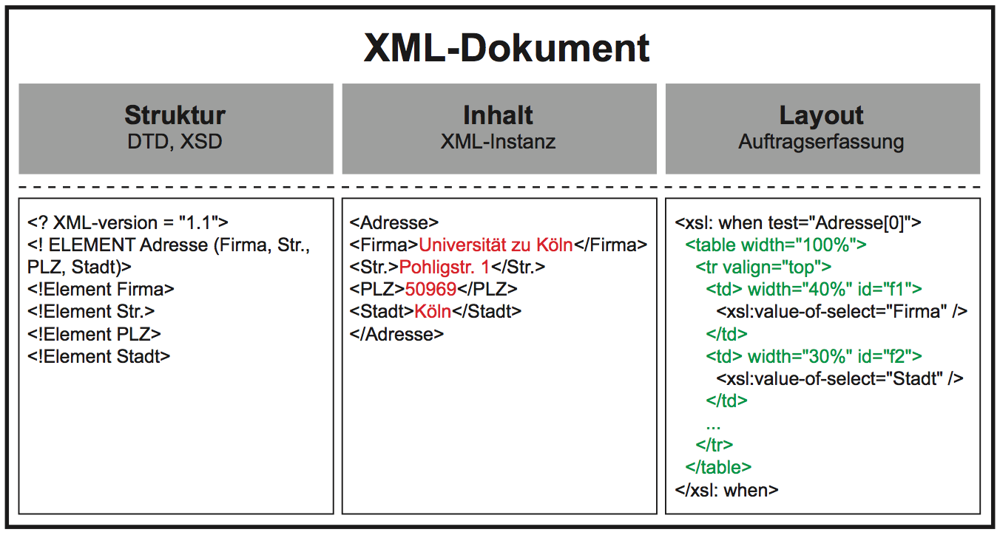 XML-Dokument
Struktur
DTD, XSD
Inhalt
XML-Instanz
Layout
Auftragserfassung
<? XML-version = "1.1">
<! ELEMENT Adresse (Firma, Str.,
PLZ, Stadt)>
<!Element Firma>
<!Element Str.>
<!Element PLZ>
<!Element Stadt>
<Adresse>
<Firma>Universität zu Köln</Firma>
<Str.>Pohligstr. 1</Str.>
<PLZ>50969</PLZ>
<Stadt>Köln</Stadt>
</Adresse>
<xsl: when test="Adresse[0]">
<table width="100%">
<tr valign="top">
<td> width="40%" id="f1">
<xsl:value-of-select="Firma" />
</td>
<td> width="30%" id="f2">
<xsl:value-of-select="Stadt" />
</td>
...
</tr>
</table>
</xsl: when>